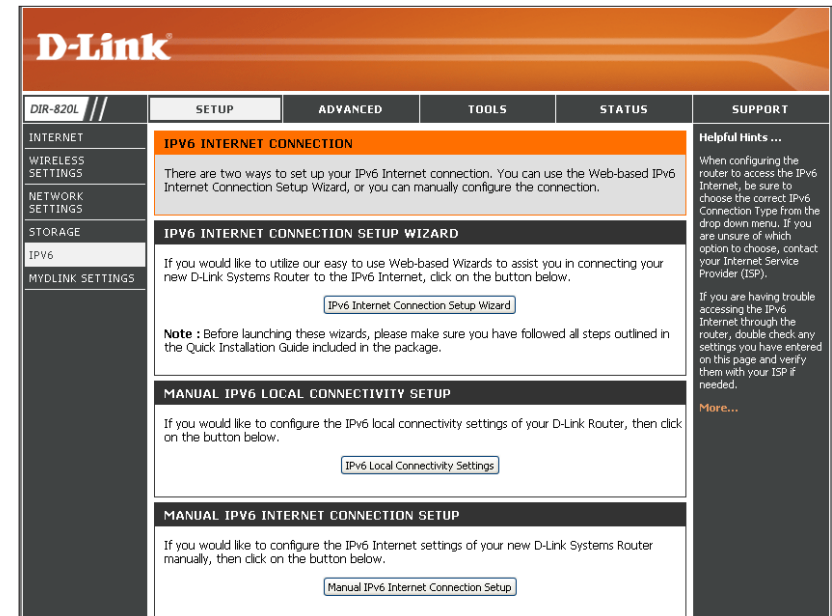 D-Link
DIR-820L
SETUP
ADVANCED
TOOLS
STATUS
SUPPORT
INTERNET
WIRELESS
SETTINGS
NETWORK
SETTINGS
STORAGE
IPV6
MYDLINK SETTINGS
IPV6 INTERNET CONNECTION
There are two ways to set up your IPv6 Internet connection. You can use the Web-based IPv6
Internet Connection Setup Wizard, or you can manually configure the connection.
IPV6 INTERNET CONNECTION SETUP WIZARD
If you would like to utilize our easy to use Web-based Wizards to assist you in connecting your
new D-Link Systems Router to the IPv6 Internet, click on the button below.
IPv6 Internet Connection Setup Wizard
Note : Before launching these wizards, please make sure you have followed all steps outlined in
the Quick Installation Guide included in the package.
MANUAL IPV6 LOCAL CONNECTIVITY SETUP
If you would like to configure the IPv6 local connectivity settings of your D-Link Router, then click
on the button below.
IPv6 Local Connectivity Settings
MANUAL IPV6 INTERNET CONNECTION SETUP
If you would like to configure the IPv6 Internet settings of your new D-Link Systems Router
manually, then click on the button below.
Manual IPv6 Internet Connection Setup
Helpful Hints ...
When configuring the
router to access the IPv6
Internet, be sure to
choose the correct IPv6
Connection Type from the
drop down menu. If you
are unsure of which
option to choose, contact
your Internet Service
Provider (ISP).
If you are having trouble
accessing the IPv6
Internet through the
router, double check any
settings you have entered
on this page and verify
them with your ISP if
needed.
More...